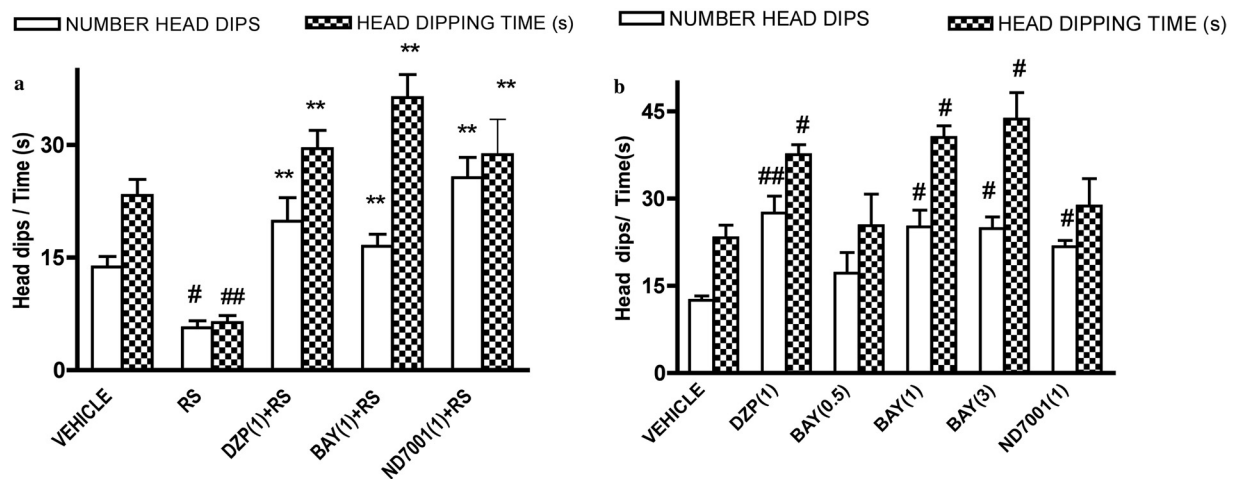 NUMBER HEAD DIPS
HEAD DIPPING TIME (s)
a
Head dips / Time (s)
30
15
0
#
##
**
**
**
**
**
**
VEHICLE
RS
DZP(1)+RS
BAY(1)+RS
ND7001(1)+RS
NUMBER HEAD DIPS
HEAD DIPPING TIME (s)
b
Head dips/ Time(s)
45
30
15
0
##
#
#
#
#
#
#
VEHICLE
DZP(1)
BAY(0.5)
BAY(1)
BAY(3)
ND7001(1)